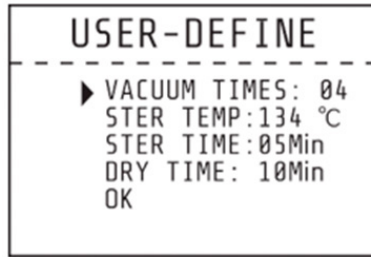 USER-DEFINE
VACUUM TIMES: 04
STER TEMP:134 ℃
STER TIME:05Min
DRY TIME: 10Min
OK